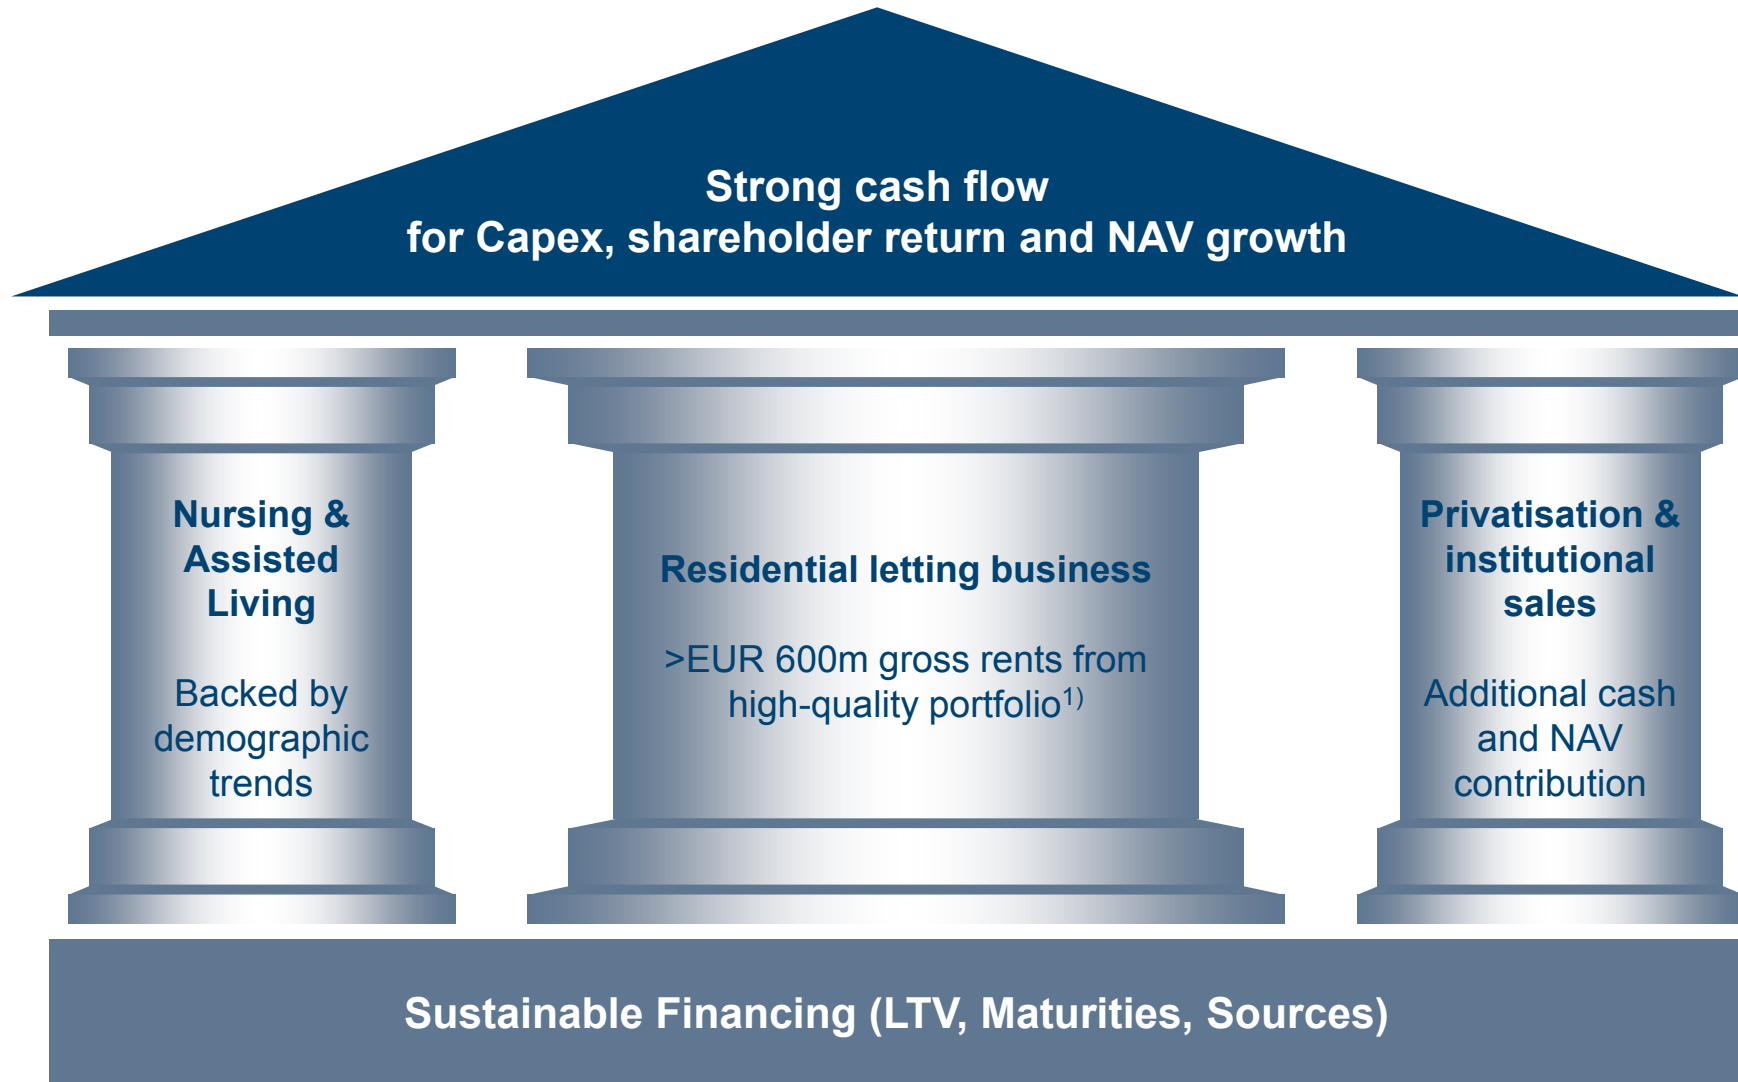 Strong cash flow
for Capex, shareholder return and NAV growth
Nursing &
Assisted
Living
Backed by
demographic
trends
Residential letting business
>EUR 600m gross rents from
high-quality portfolio1)
Privatisation &
institutional
sales
Additional cash
and NAV
contribution
Sustainable Financing (LTV, Maturities, Sources)